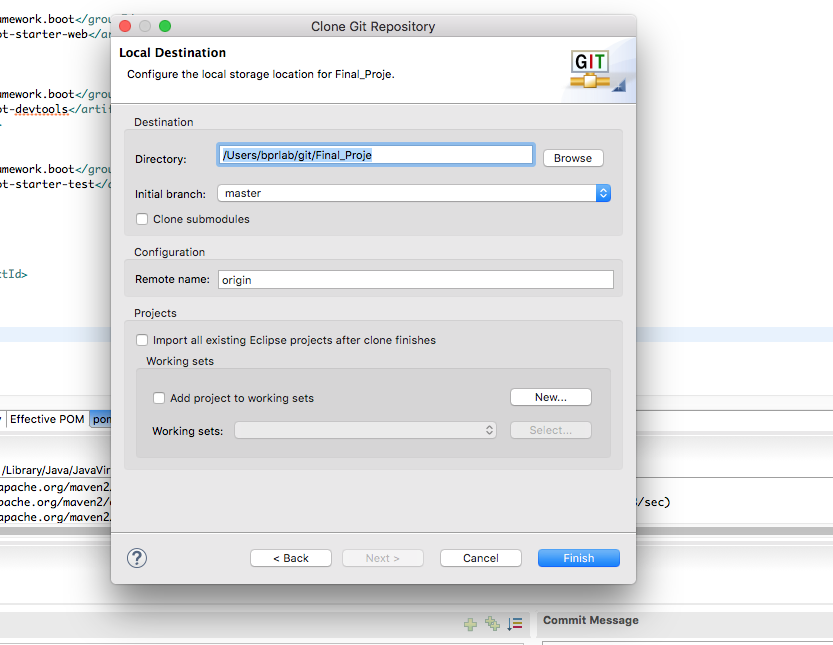 Clone Git Repository
Local Destination
Configure the local storage location for Final_Proje.
GIT
Destination
Directory: /Users/bprlab/git/Final_Proje Browse
Initial branch: master
Clone submodules
Configuration
Remote name: origin
Projects
Import all existing Eclipse projects after clone finishes
Working sets
Add project to working sets New...
Working sets: Select...
? < Back Next > Cancel Finish
amework.boot</grou
ot-starter-web</ar
amework.boot</grou
ot-devtools</artif
amework.boot</grou
ot-starter-test</
ctId>
Effective POM pom
/Library/Java/JavaVir
apache.org/maven2/
pache.org/maven2/ /sec)
apache.org/maven2/
Commit Message